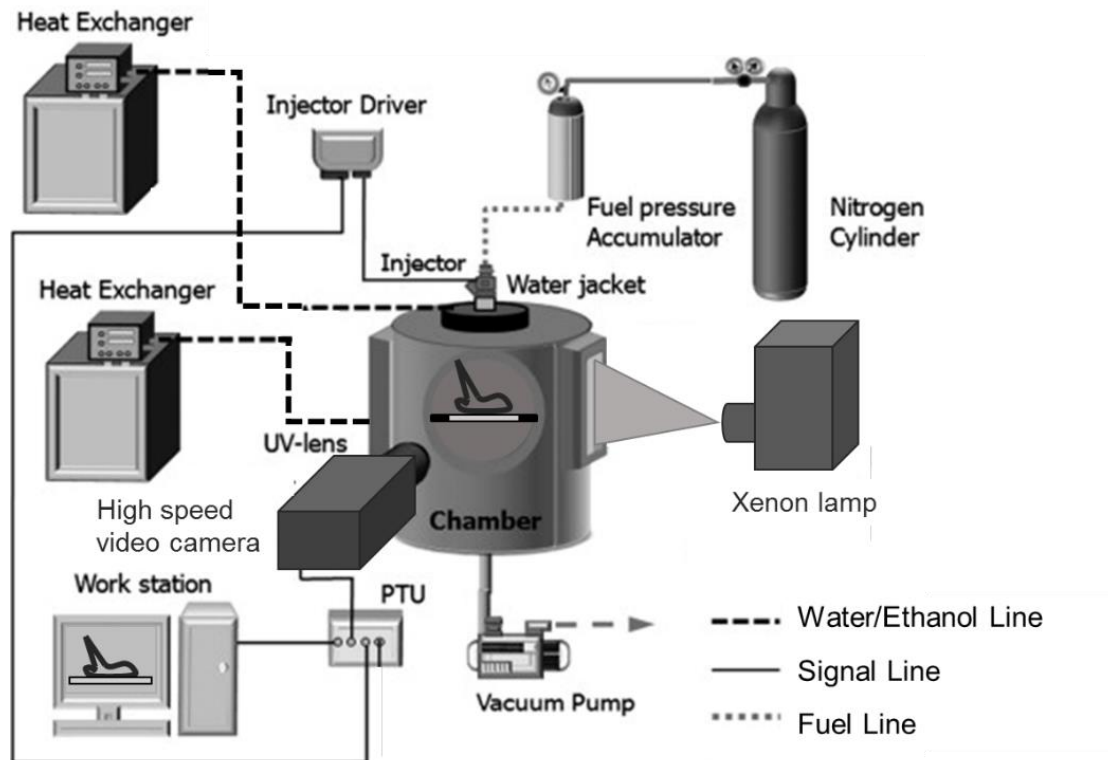 Heat Exchanger
Injector Driver
Fuel pressure
Accumulator
Nitrogen
Cylinder
Injector
Water jacket
Heat Exchanger
UV-lens
High speed
video camera
Chamber
Xenon lamp
Work station
PTU
Vacuum Pump
Water/Ethanol Line
Signal Line
Fuel Line